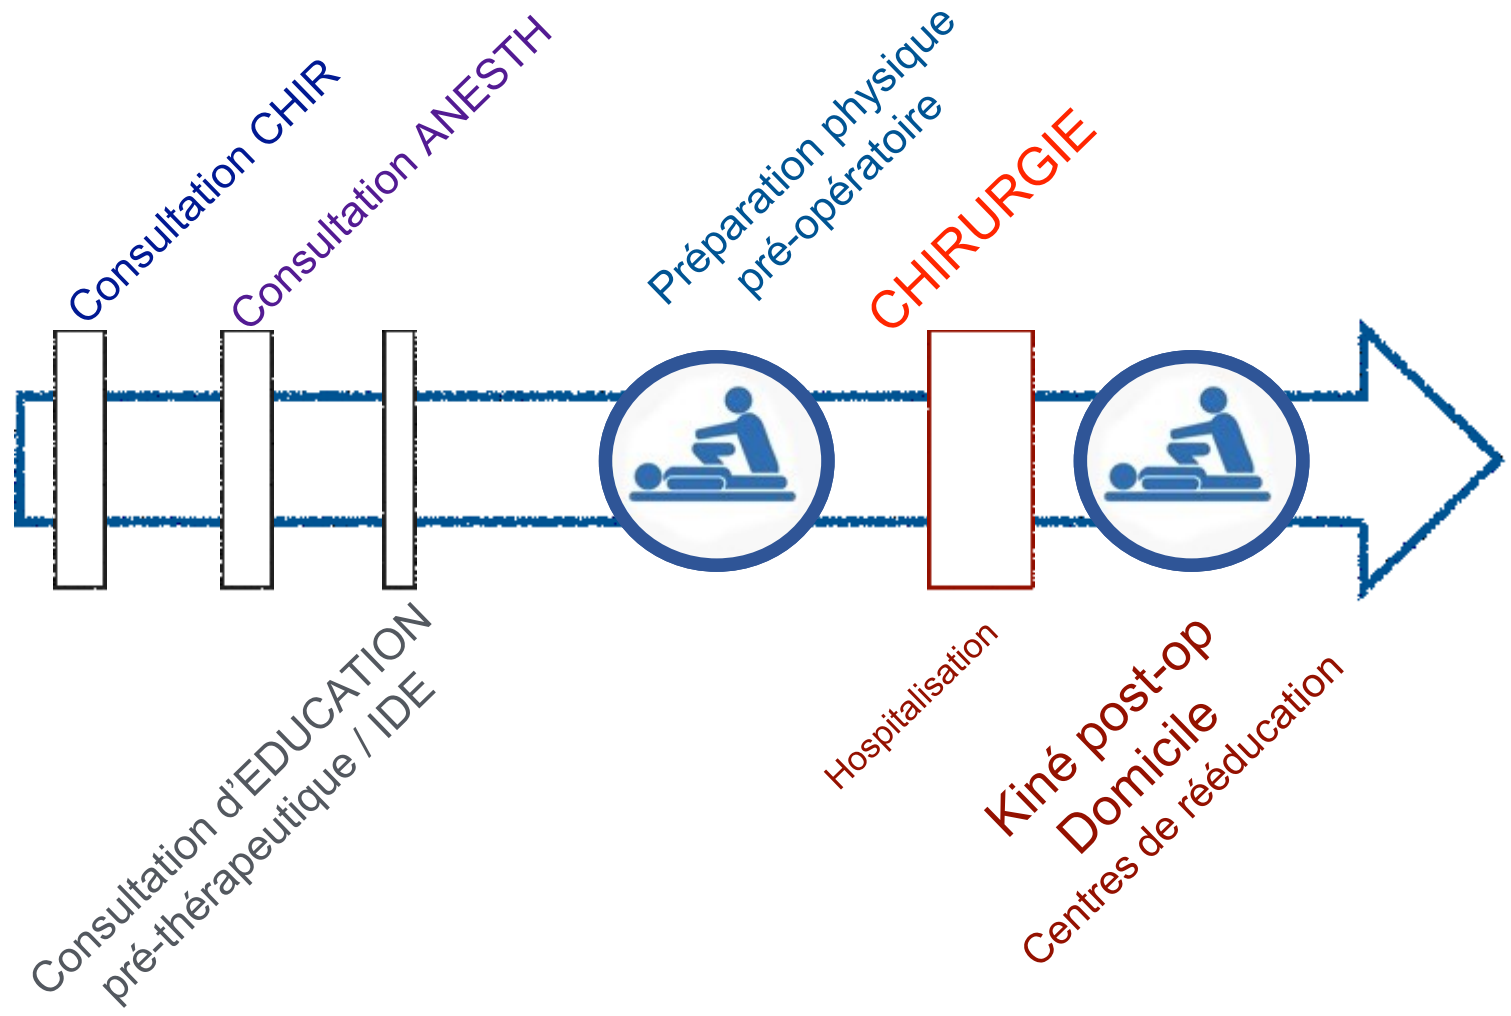 Consultation CHIR
Consultation ANESTH
Préparation physique
pré-opératoire
CHIRURGIE
Consultation d'EDUCATION
pré-thérapeutique / IDE
Hospitalisation
Kiné post-op
Domicile
Centres de rééducation